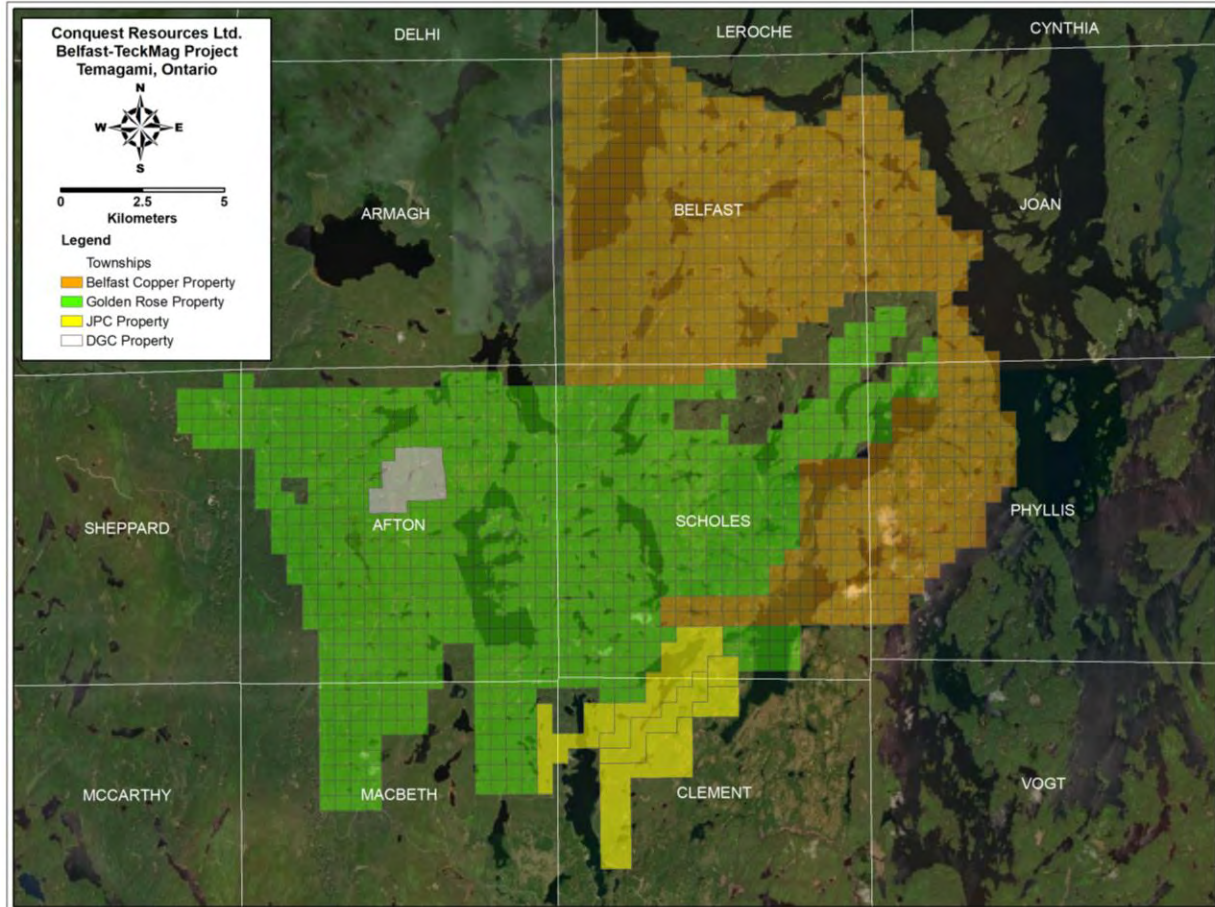 Conquest Resources Ltd.
Belfast-TeckMag Project
Temagami, Ontario
N
W E
S
0 2.5 5
Kilometers
Legend
Townships
Belfast Copper Property
Golden Rose Property
JPC Property
DGC Property
DELHI
LEROCHE
CYNTHIA
ARMAGH
BELFAST
JOAN
SHEPPARD
AFTON
SCHOLES
PHYLLIS
MCCARTHY
MACBETH
CLEMENT
VOGT